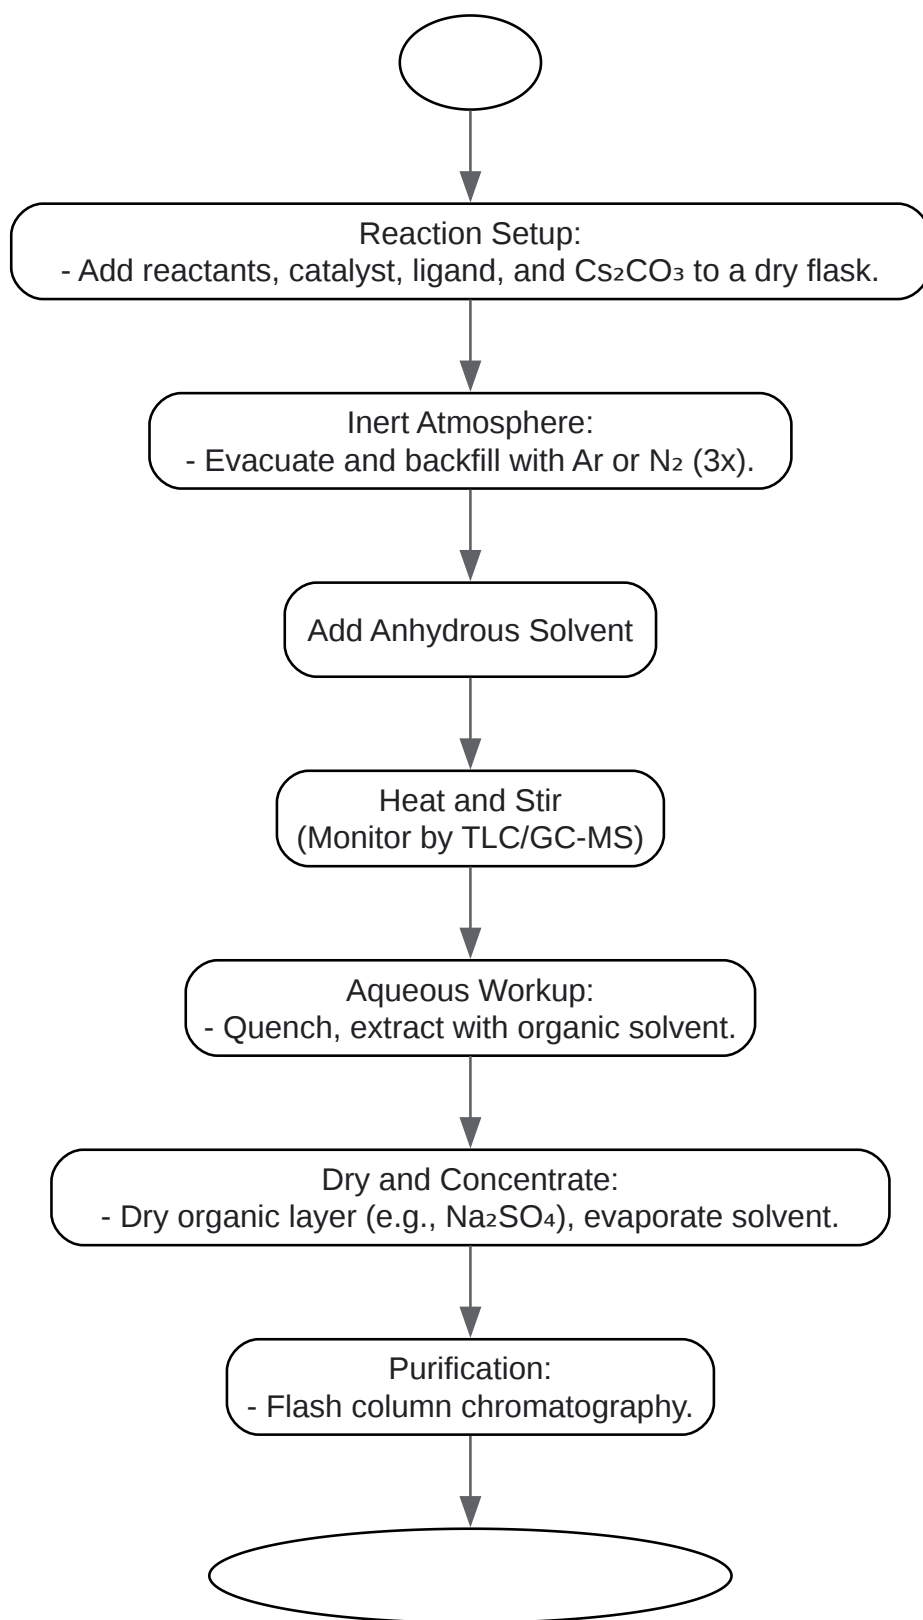 Reaction Setup:
- Add reactants, catalyst, ligand, and Cs₂CO₃ to a dry flask.
Inert Atmosphere:
- Evacuate and backfill with Ar or N₂ (3x).
Add Anhydrous Solvent
Heat and Stir
(Monitor by TLC/GC-MS)
Aqueous Workup:
- Quench, extract with organic solvent.
Dry and Concentrate:
- Dry organic layer (e.g., Na₂SO₄), evaporate solvent.
Purification:
- Flash column chromatography.